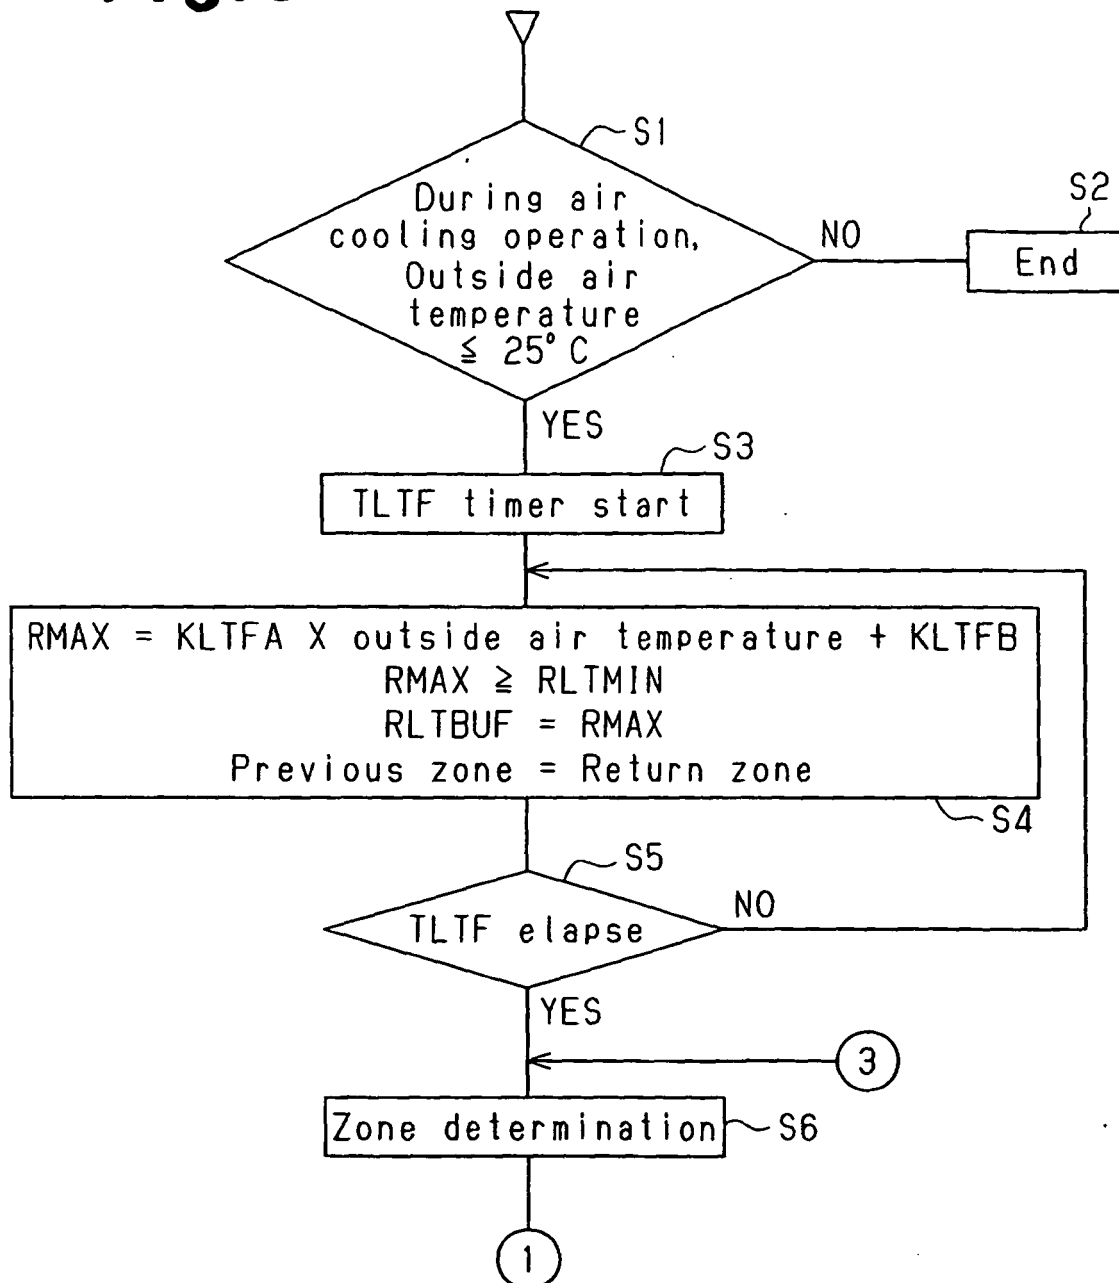 S1
During air
cooling operation,
Outside air
temperature
≦ 25°C
NO
S2
End
YES
S3
TLTF timer start
RMAX = KLTFA X outside air temperature + KLTFB
RMAX ≧ RLTMIN
RLTBUF = RMAX
Previous zone = Return zone
S4
S5
TLTF elapse
NO
YES
3
Zone determination
S6
1